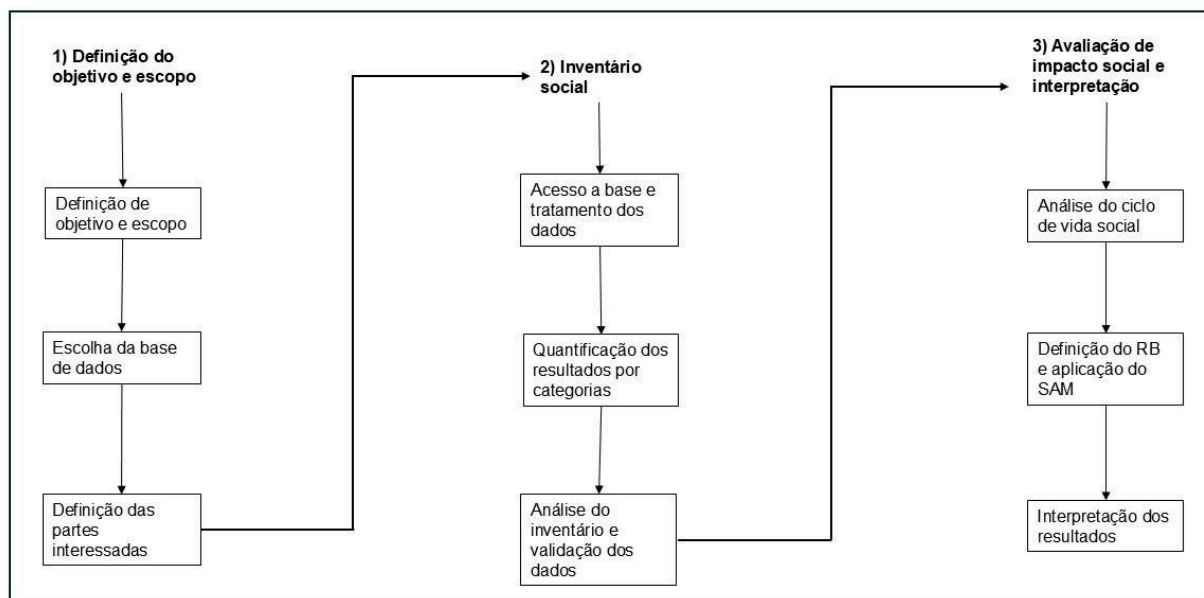 1) Definição do
objetivo e escopo
Definição de
objetivo e escopo
Escolha da base
de dados
Definição das
partes
interessadas
2) Inventário
social
Acesso a base e
tratamento dos
dados
Quantificação dos
resultados por
categorias
Análise do
inventário e
validação dos
dados
3) Avaliação de
impacto social e
interpretação
Análise do ciclo
de vida social
Definição do RB
e aplicação do
SAM
Interpretação dos
resultados